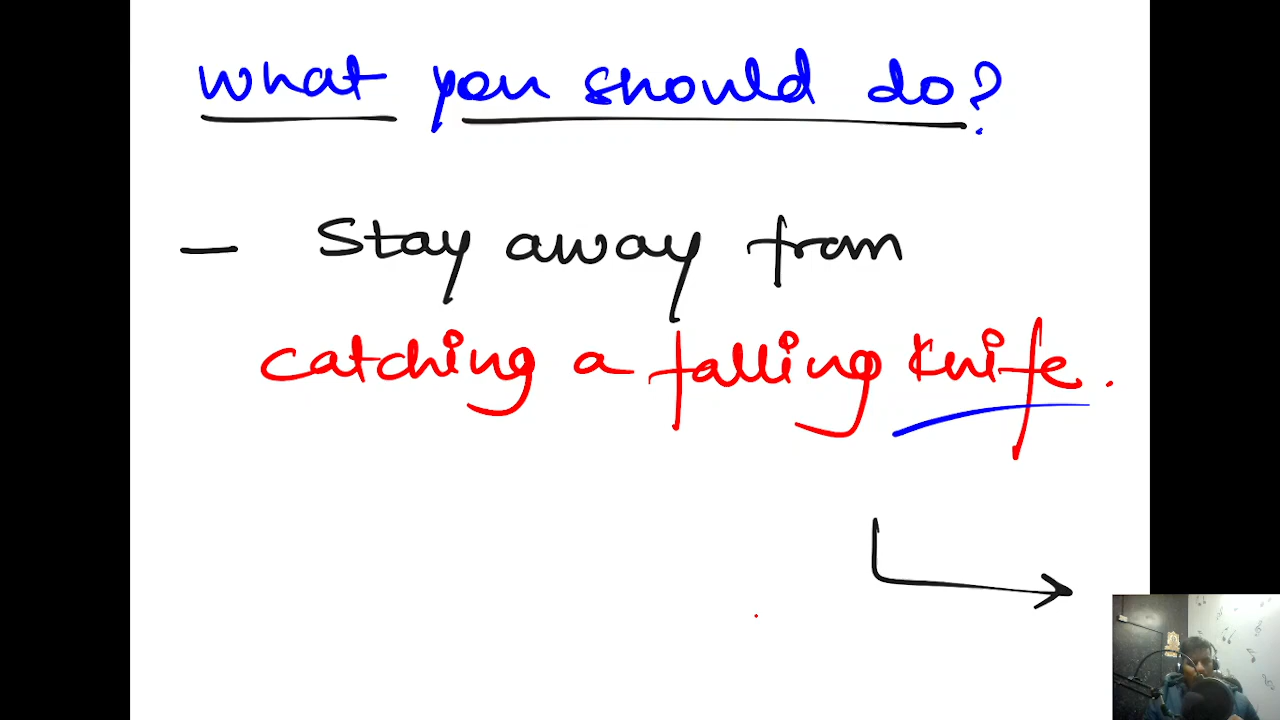 what you should do?
— Stay away from
catching a falling knife.